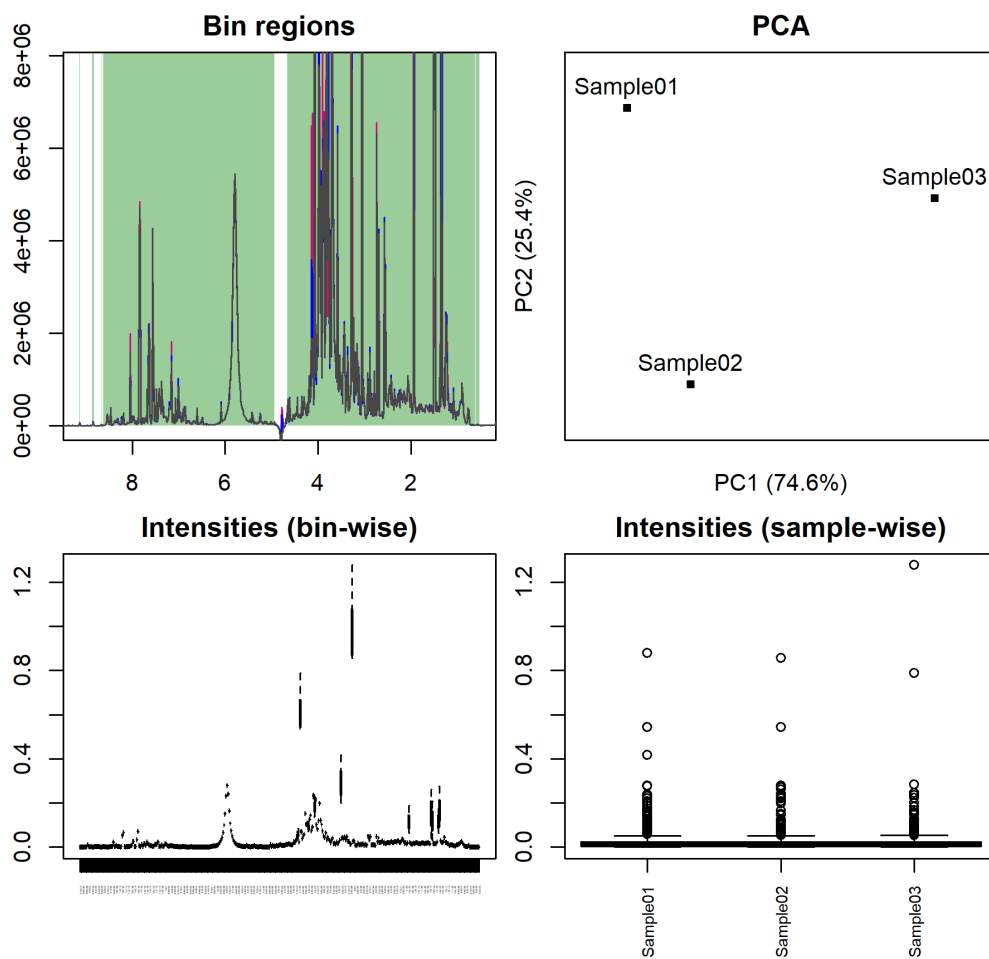 Bin regions
8e+06
6e+06
4e+06
2e+06
0e+00
8 6 4 2
PCA
Sample01
Sample03
Sample02
PC2 (25.4%)
PC1 (74.6%)
Intensities (bin-wise)
1.2
0.8
0.4
0.0
Intensities (sample-wise)
1.2
0.8
0.4
0.0
Sample01
Sample02
Sample03